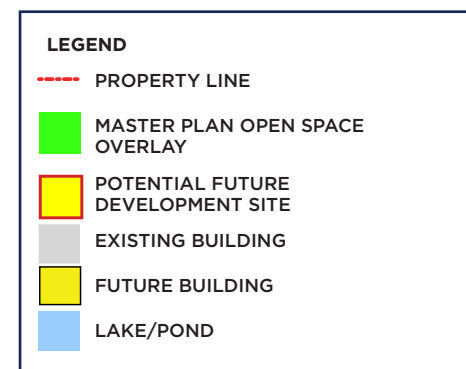 LEGEND
PROPERTY LINE
MASTER PLAN OPEN SPACE
OVERLAY
POTENTIAL FUTURE
DEVELOPMENT SITE
EXISTING BUILDING
FUTURE BUILDING
LAKE/POND